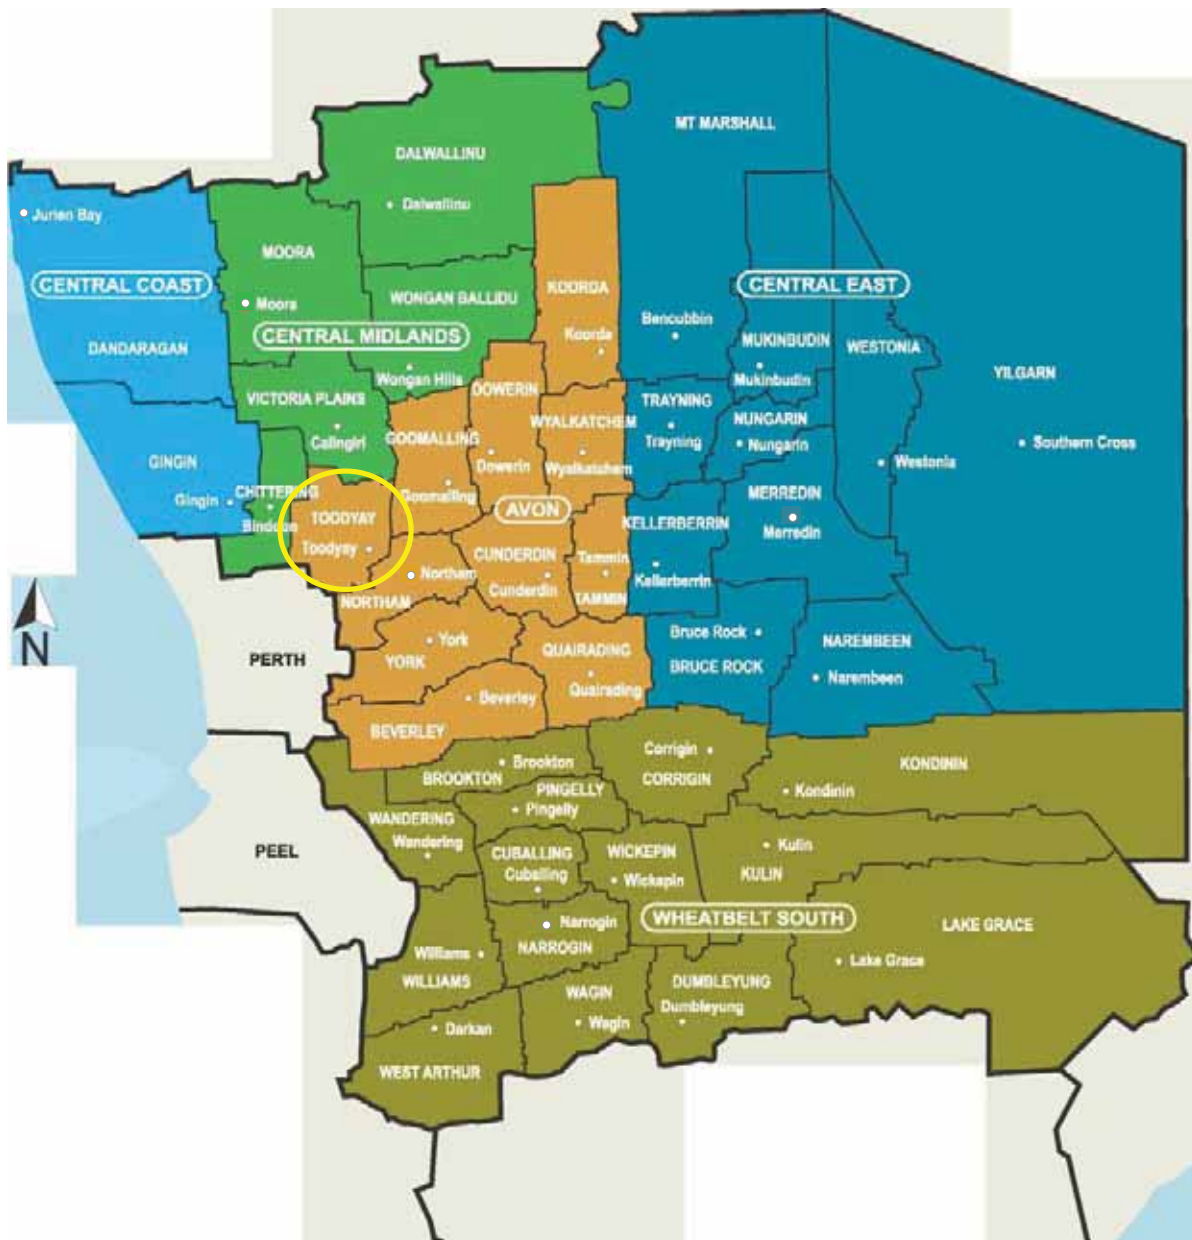 MT MARSHALL
DALWALLINU
Dalwallinu
Jurien Bay
MOORA
CENTRAL COAST
CENTRAL EAST
KOORDA
WONGAN BALLIDU
Moora
Bencubbin
CENTRAL MIDLANDS
Koorda
MUKINBUDIN
WESTONIA
DANDARAGAN
YILGARN
Wongan Hills
Mukinbudin
DOWERIN
VICTORIA PLAINS
TRAYNING
WYALKATCHEM
NUNGARIN
GOOMALLING
Calingiri
Trayning
Nungarin
Southern Cross
GINGIN
Dowerin
Wyalkatchem
Westonia
CHITTERING
MERREDIN
Gingin
Goomalling
AVON
TOODYAY
Bindoon
KELLERBERRIN
Merredin
Toodyay
CUNDERDIN
Tammin
Northam
Kellerberrin
Cunderdin
NORTHAM
TAMMIN
N
Bruce Rock
York
NAREMBEEN
QUAIRADING
PERTH
YORK
BRUCE ROCK
Narembeen
Quairading
Beverley
BEVERLEY
Corrigin
Brookton
KONDININ
BROOKTON
CORRIGIN
PINGELLY
Kondinin
Pingelly
WANDERING
Wandering
Kulin
PEEL
CUBALLING
WICKEPIN
Cuballing
KULIN
Wickepin
WHEATBELT SOUTH
Narrogin
LAKE GRACE
NARROGIN
Williams
Lake Grace
WILLIAMS
DUMBLEYUNG
WAGIN
Dumbleyung
Wagin
Darkan
WEST ARTHUR